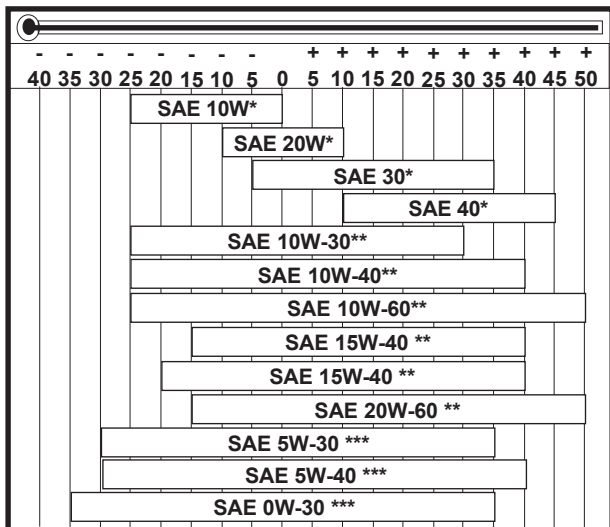 - - - - - - - - + + + + + + + + + +
40 35 30 25 20 15 10 5 0 5 10 15 20 25 30 35 40 45 50
SAE 10W*
SAE 20W*
SAE 30*
SAE 40*
SAE 10W-30**
SAE 10W-40**
SAE 10W-60**
SAE 15W-40 **
SAE 15W-40 **
SAE 20W-60 **
SAE 5W-30 ***
SAE 5W-40 ***
SAE 0W-30 ***